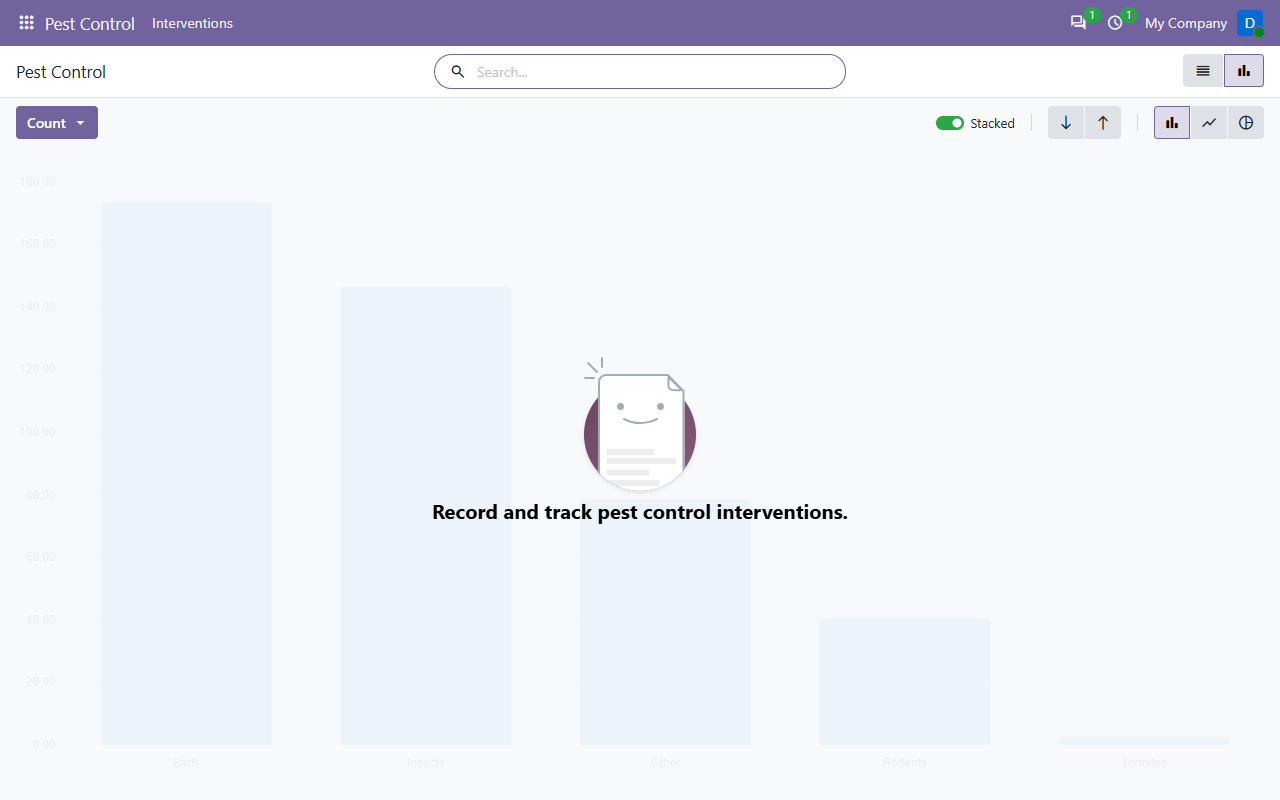 Pest Control Interventions 1 1 My Company D
Pest Control Search...
Count Stacked
180.00
160.00
140.00
120.00
100.00
80.00
Record and track pest control interventions.
60.00
40.00
20.00
0.00
Birds Insects Other Rodents Termites